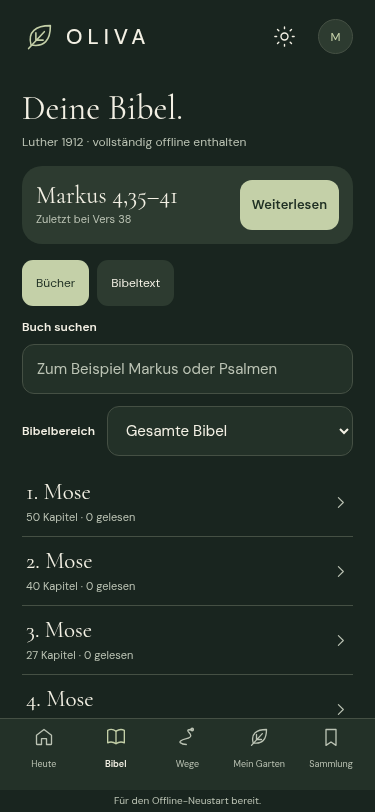 OLIVA
M
Deine Bibel.
Luther 1912 · vollständig offline enthalten
Markus 4,35–41
Zuletzt bei Vers 38
Weiterlesen
Bücher
Bibeltext
Buch suchen
Zum Beispiel Markus oder Psalmen
Bibelbereich
Gesamte Bibel
1. Mose
50 Kapitel · 0 gelesen
2. Mose
40 Kapitel · 0 gelesen
3. Mose
27 Kapitel · 0 gelesen
4. Mose
Heute
Bibel
Wege
Mein Garten
Sammlung
Für den Offline-Neustart bereit.